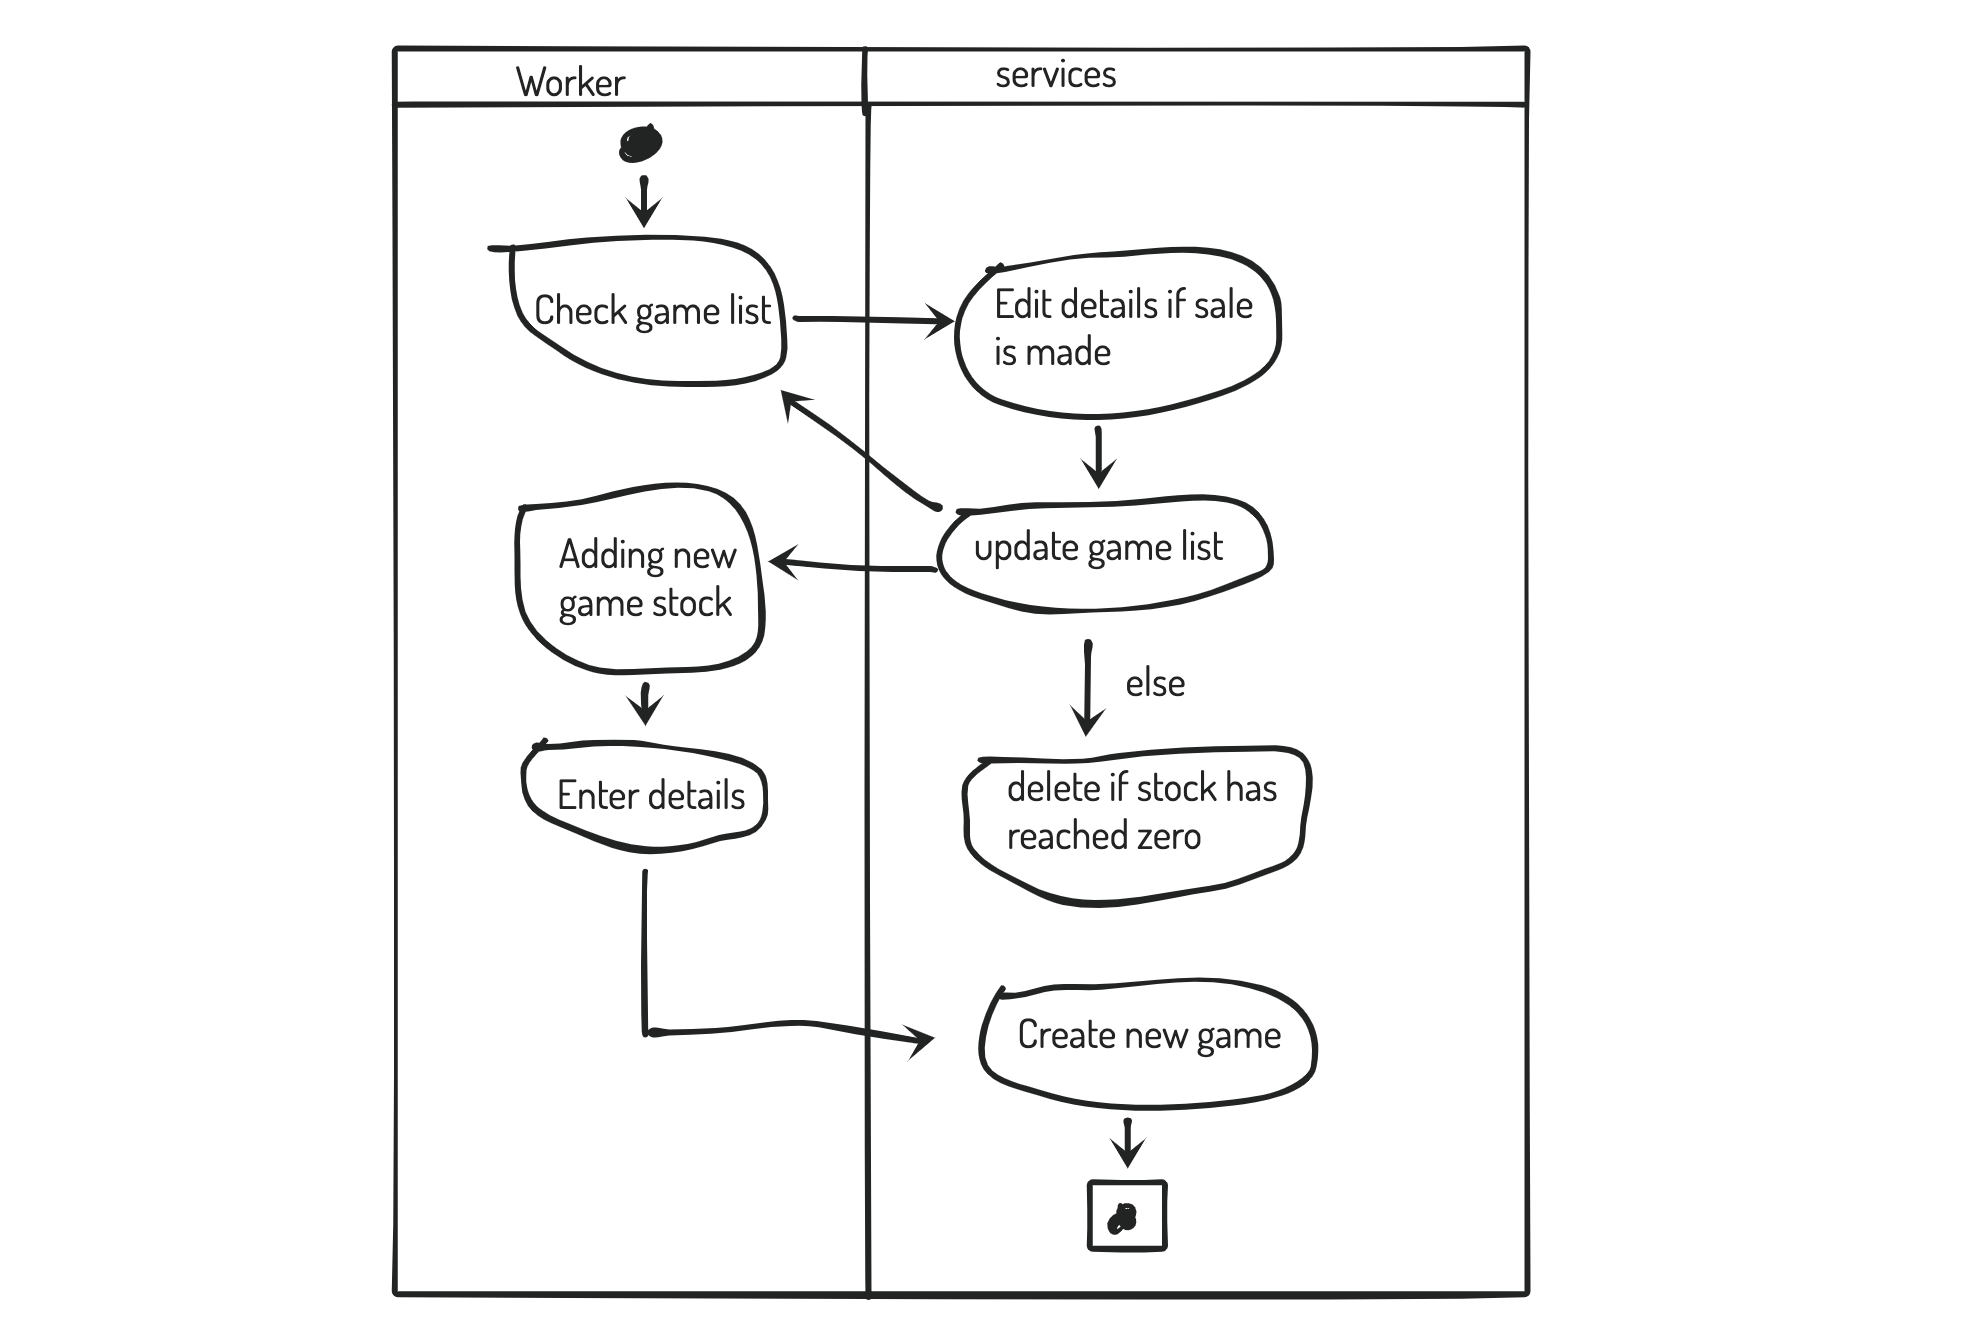 Worker
services
Check game list
Edit details if sale
is made
update game list
Adding new
game stock
else
Enter details
delete if stock has
reached zero
Create new game